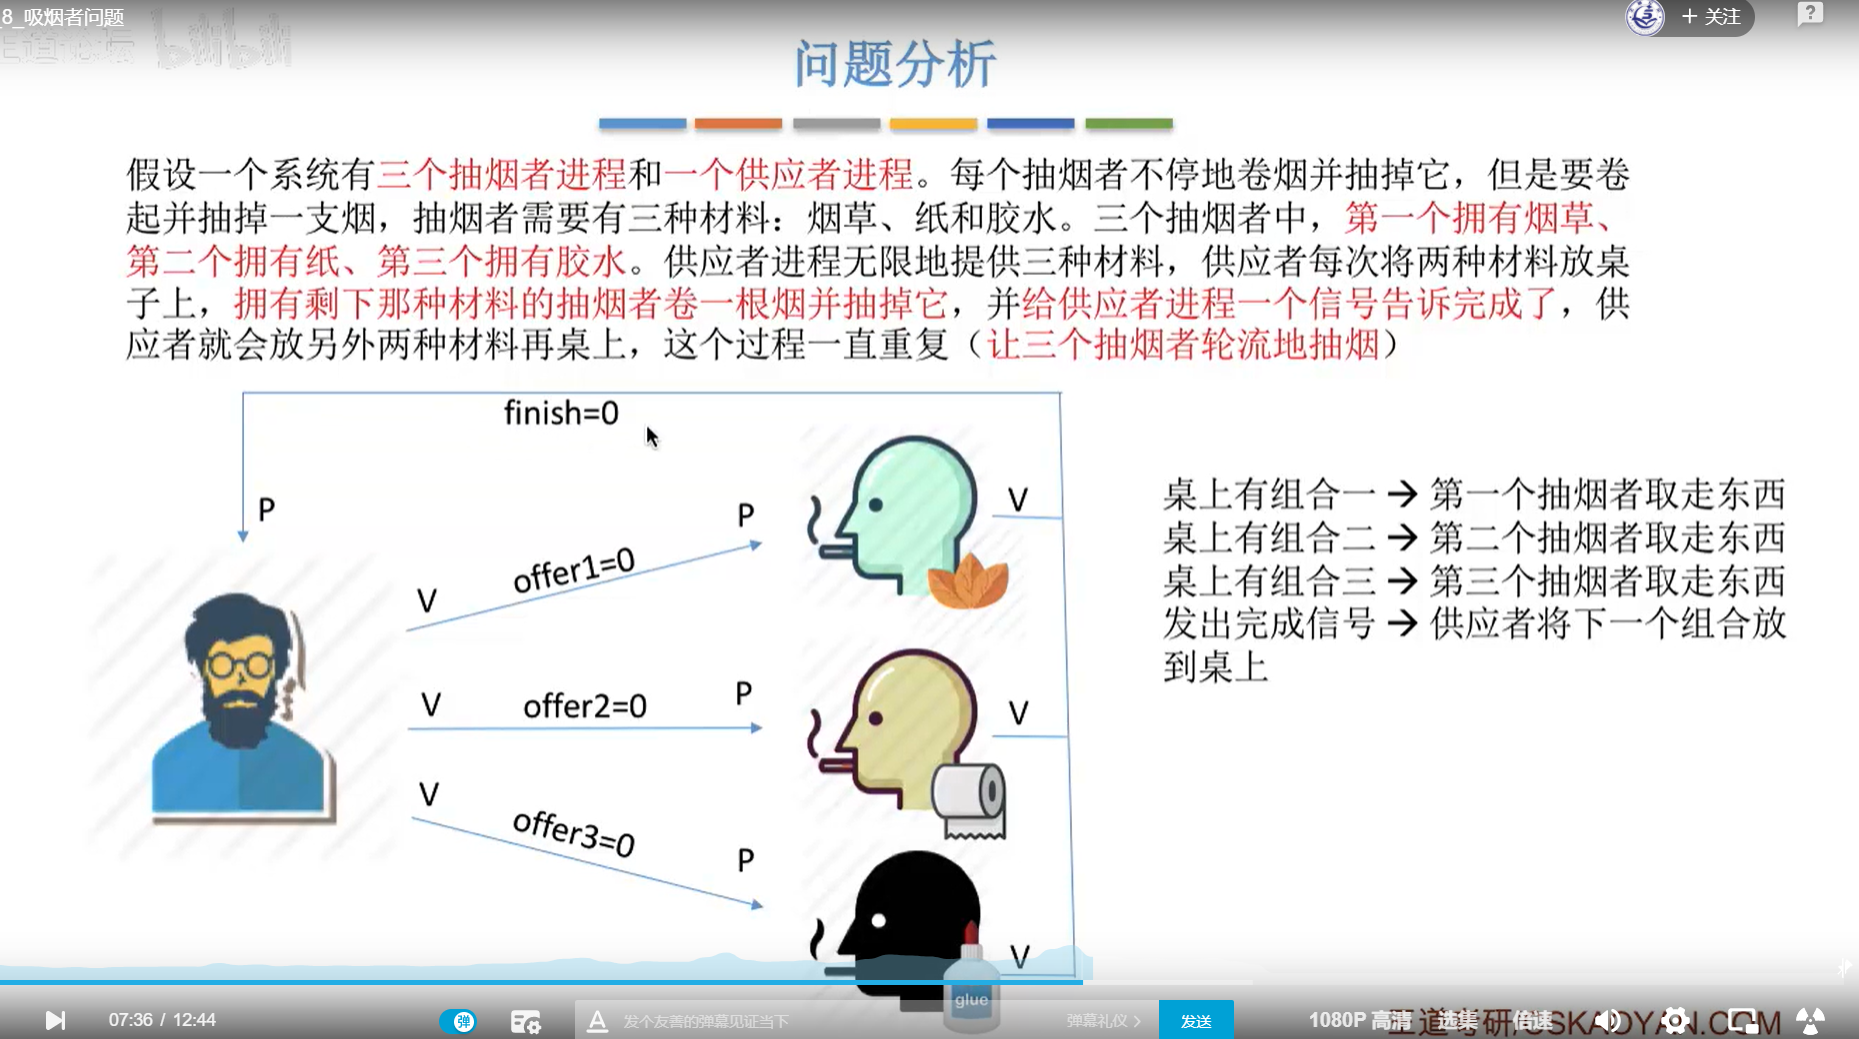 8_吸烟者问题
+ 关注
bilibili
问题分析
假设一个系统有三个抽烟者进程和一个供应者进程。每个抽烟者不停地卷烟并抽掉它，但是要卷
起并抽掉一支烟，抽烟者需要有三种材料：烟草、纸和胶水。三个抽烟者中，第一个拥有烟草、
第二个拥有纸、第三个拥有胶水。供应者进程无限地提供三种材料，供应者每次将两种材料放桌
子上，拥有剩下那种材料的抽烟者卷一根烟并抽掉它，并给供应者进程一个信号告诉完成了，供
应者就会放另外两种材料再桌上，这个过程一直重复（让三个抽烟者轮流地抽烟）
finish=0
P
V
offer1=0
P
V
V
offer2=0
P
V
V
offer3=0
P
V
glue
桌上有组合一 → 第一个抽烟者取走东西
桌上有组合二 → 第二个抽烟者取走东西
桌上有组合三 → 第三个抽烟者取走东西
发出完成信号 → 供应者将下一个组合放
到桌上
07:36 / 12:44
弹
A 发个友善的弹幕见证当下
弹幕礼仪 >
发送
1080P 高清
选集
倍速
王道考研/CSKAOYAN.COM